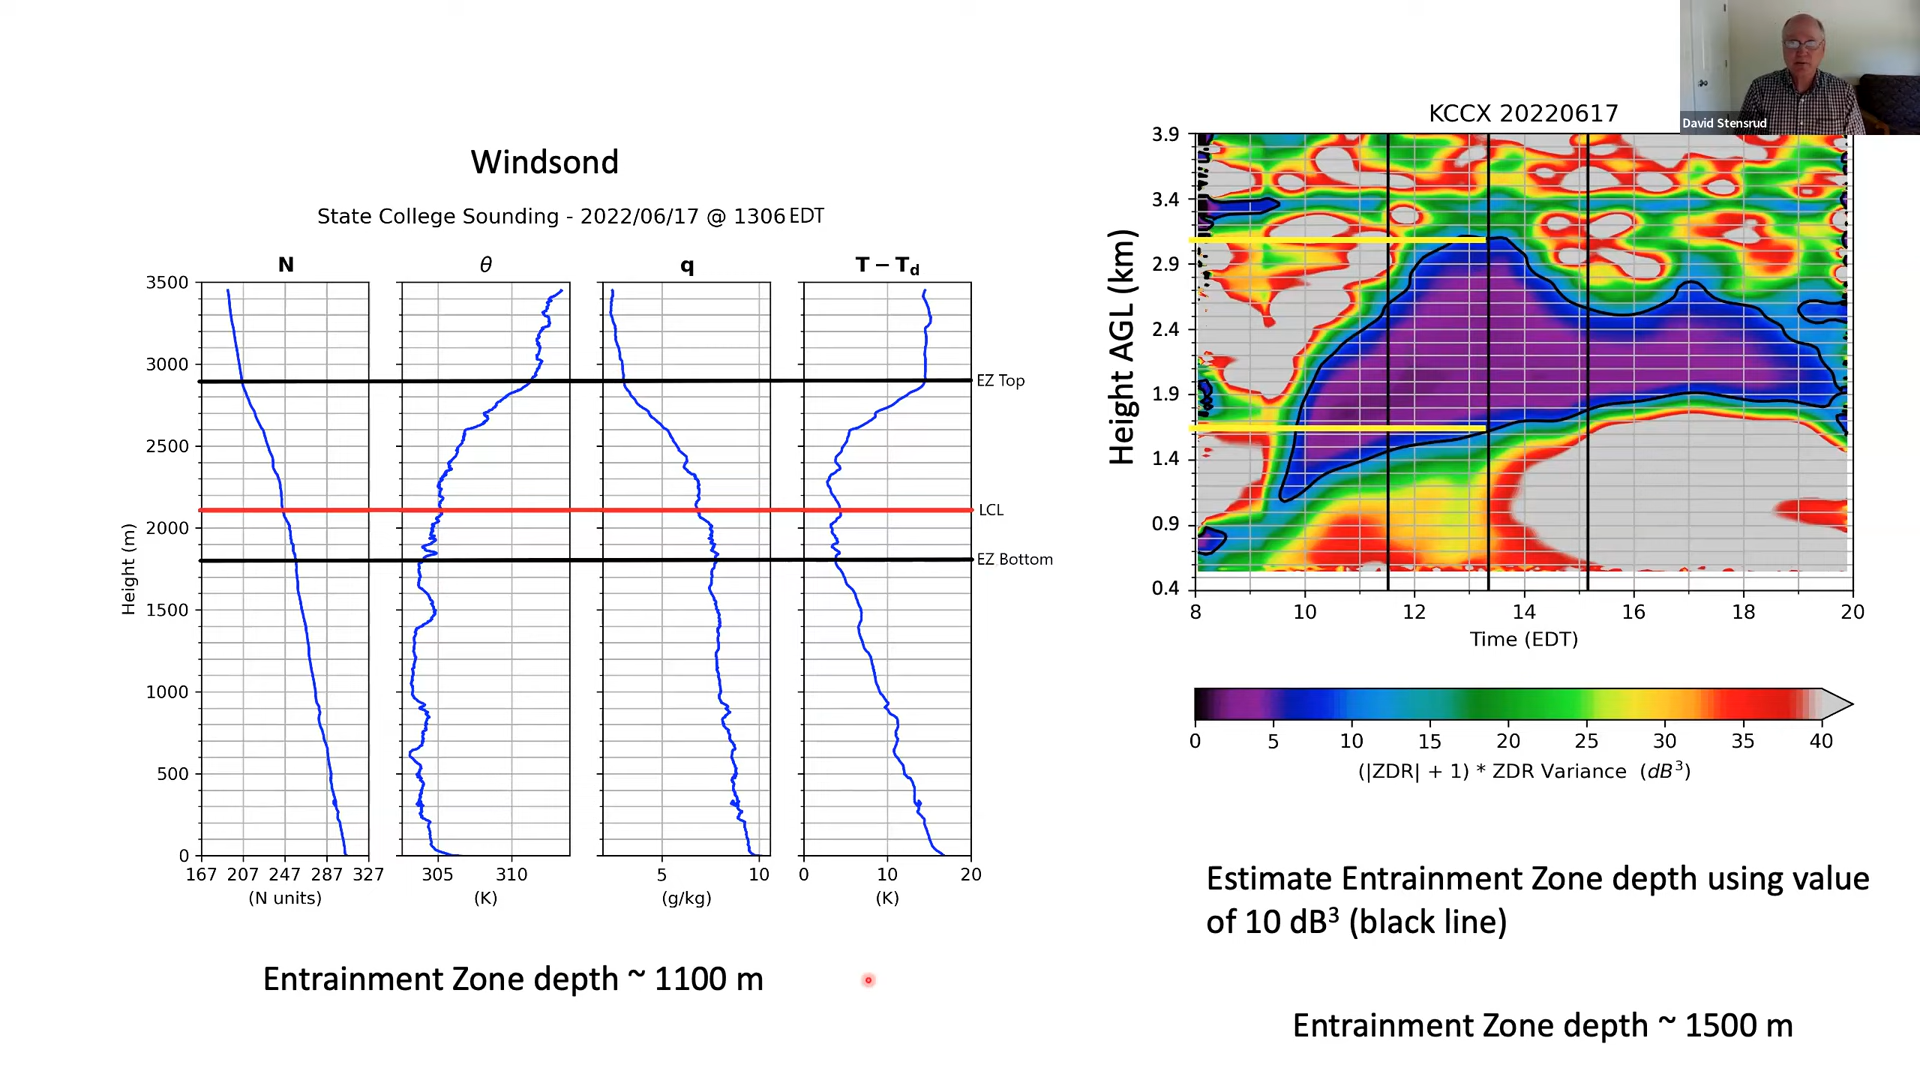 David Stensrud
Windsond
State College Sounding - 2022/06/17 @ 1306 EDT
N
θ
q
T − Td
3500
3000
2500
2000
1500
1000
500
0
Height (m)
EZ Top
LCL
EZ Bottom
167 207 247 287 327
305 310
5 10
0 10 20
(N units)
(K)
(g/kg)
(K)
Entrainment Zone depth ~ 1100 m
KCCX 20220617
3.9
3.4
2.9
2.4
1.9
1.4
0.9
0.4
Height AGL (km)
8 10 12 14 16 18 20
Time (EDT)
0 5 10 15 20 25 30 35 40
(|ZDR| + 1) * ZDR Variance (dB³)
Estimate Entrainment Zone depth using value
of 10 dB³ (black line)
Entrainment Zone depth ~ 1500 m